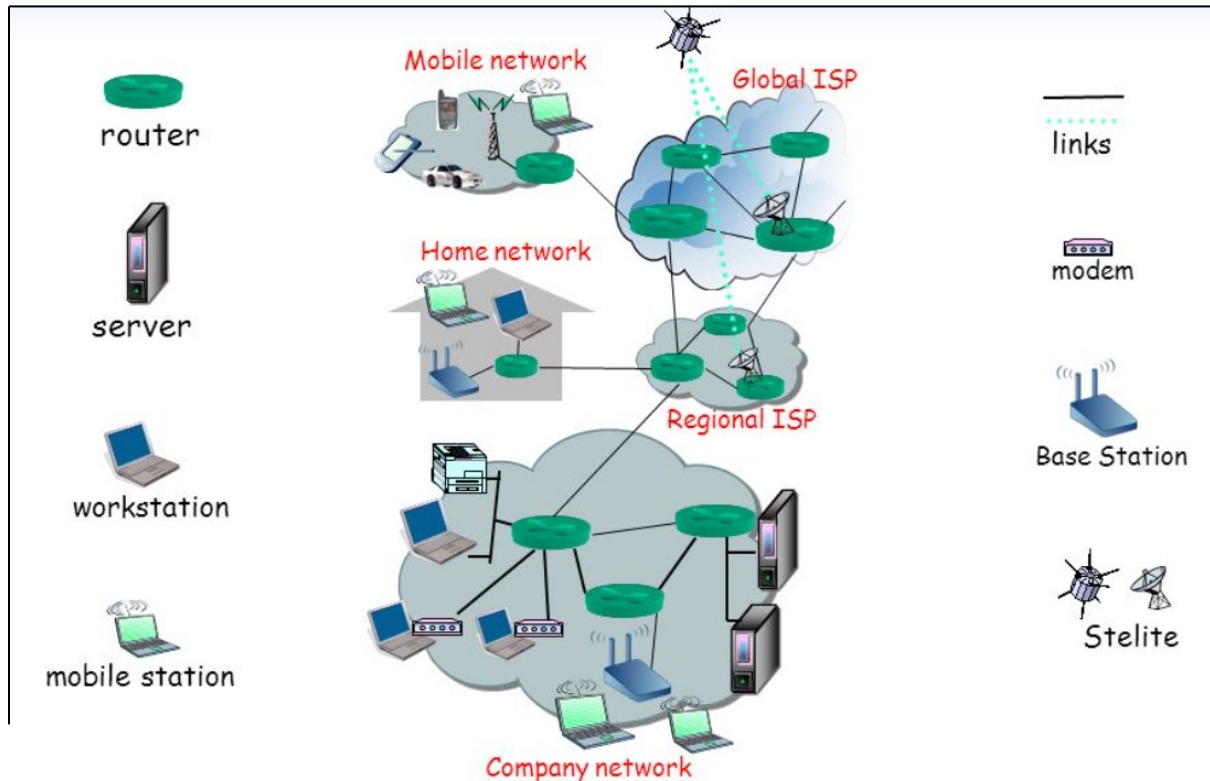 Mobile network
Global ISP
router
links
Home network
modem
server
Regional ISP
Base Station
workstation
Stelite
mobile station
Company network